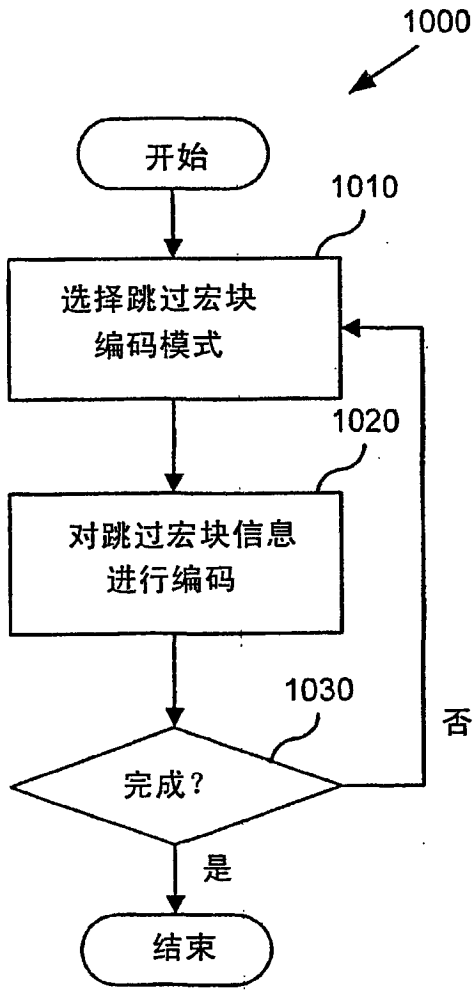 1000
开始
1010
选择跳过宏块
编码模式
1020
对跳过宏块信息
进行编码
1030
完成？
否
是
结束